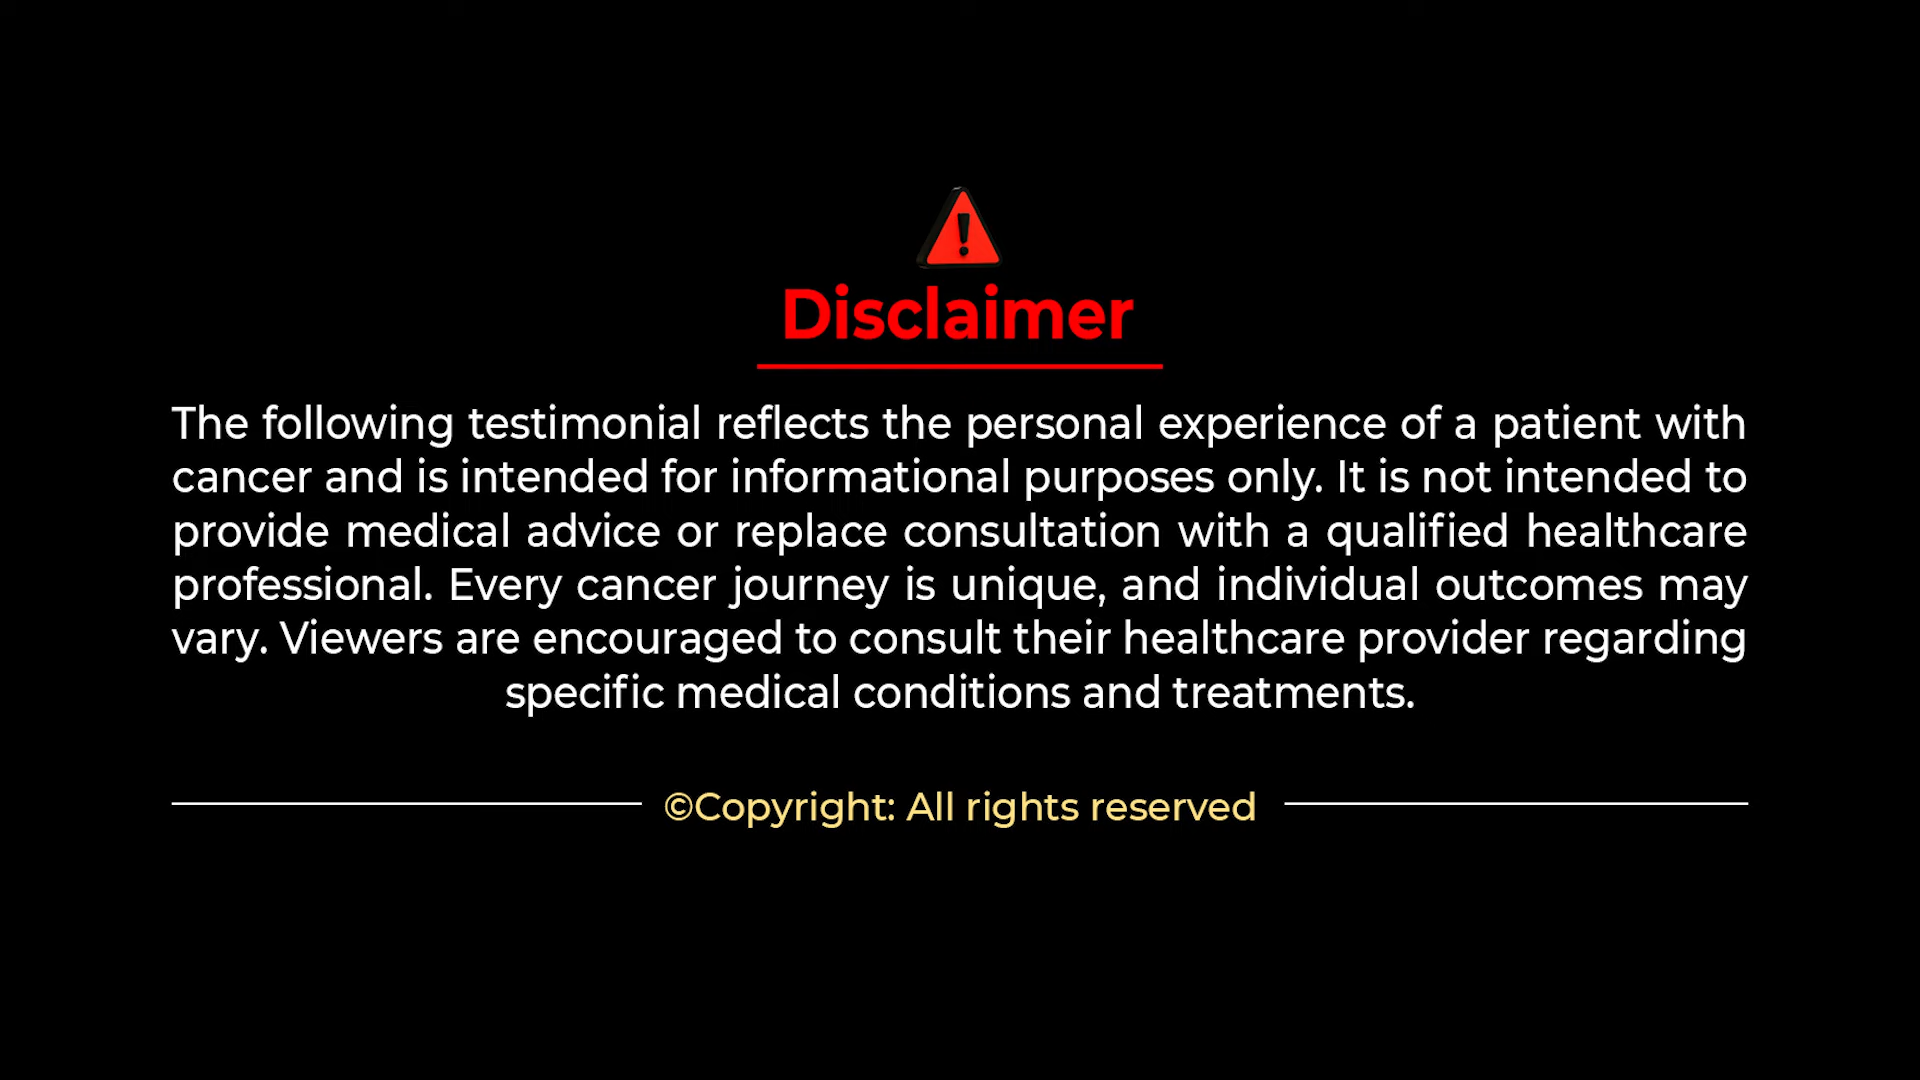 Disclaimer
The following testimonial reflects the personal experience of a patient with
cancer and is intended for informational purposes only. It is not intended to
provide medical advice or replace consultation with a qualified healthcare
professional. Every cancer journey is unique, and individual outcomes may
vary. Viewers are encouraged to consult their healthcare provider regarding
specific medical conditions and treatments.
©Copyright: All rights reserved